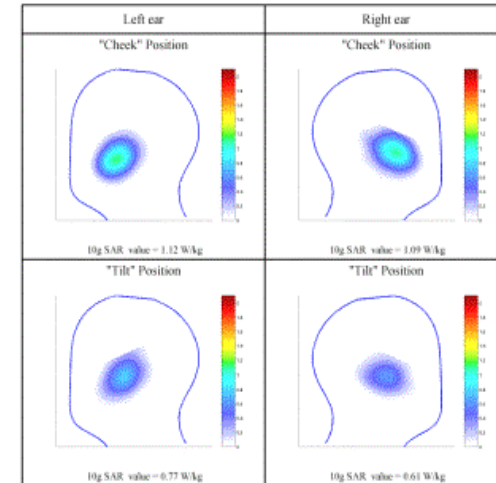 Left ear
Right ear
"Cheek" Position
"Cheek" Position
10g SAR value = 1.12 W/kg
10g SAR value = 1.09 W/kg
"Tilt" Position
"Tilt" Position
10g SAR value = 0.77 W/kg
10g SAR value = 0.61 W/kg